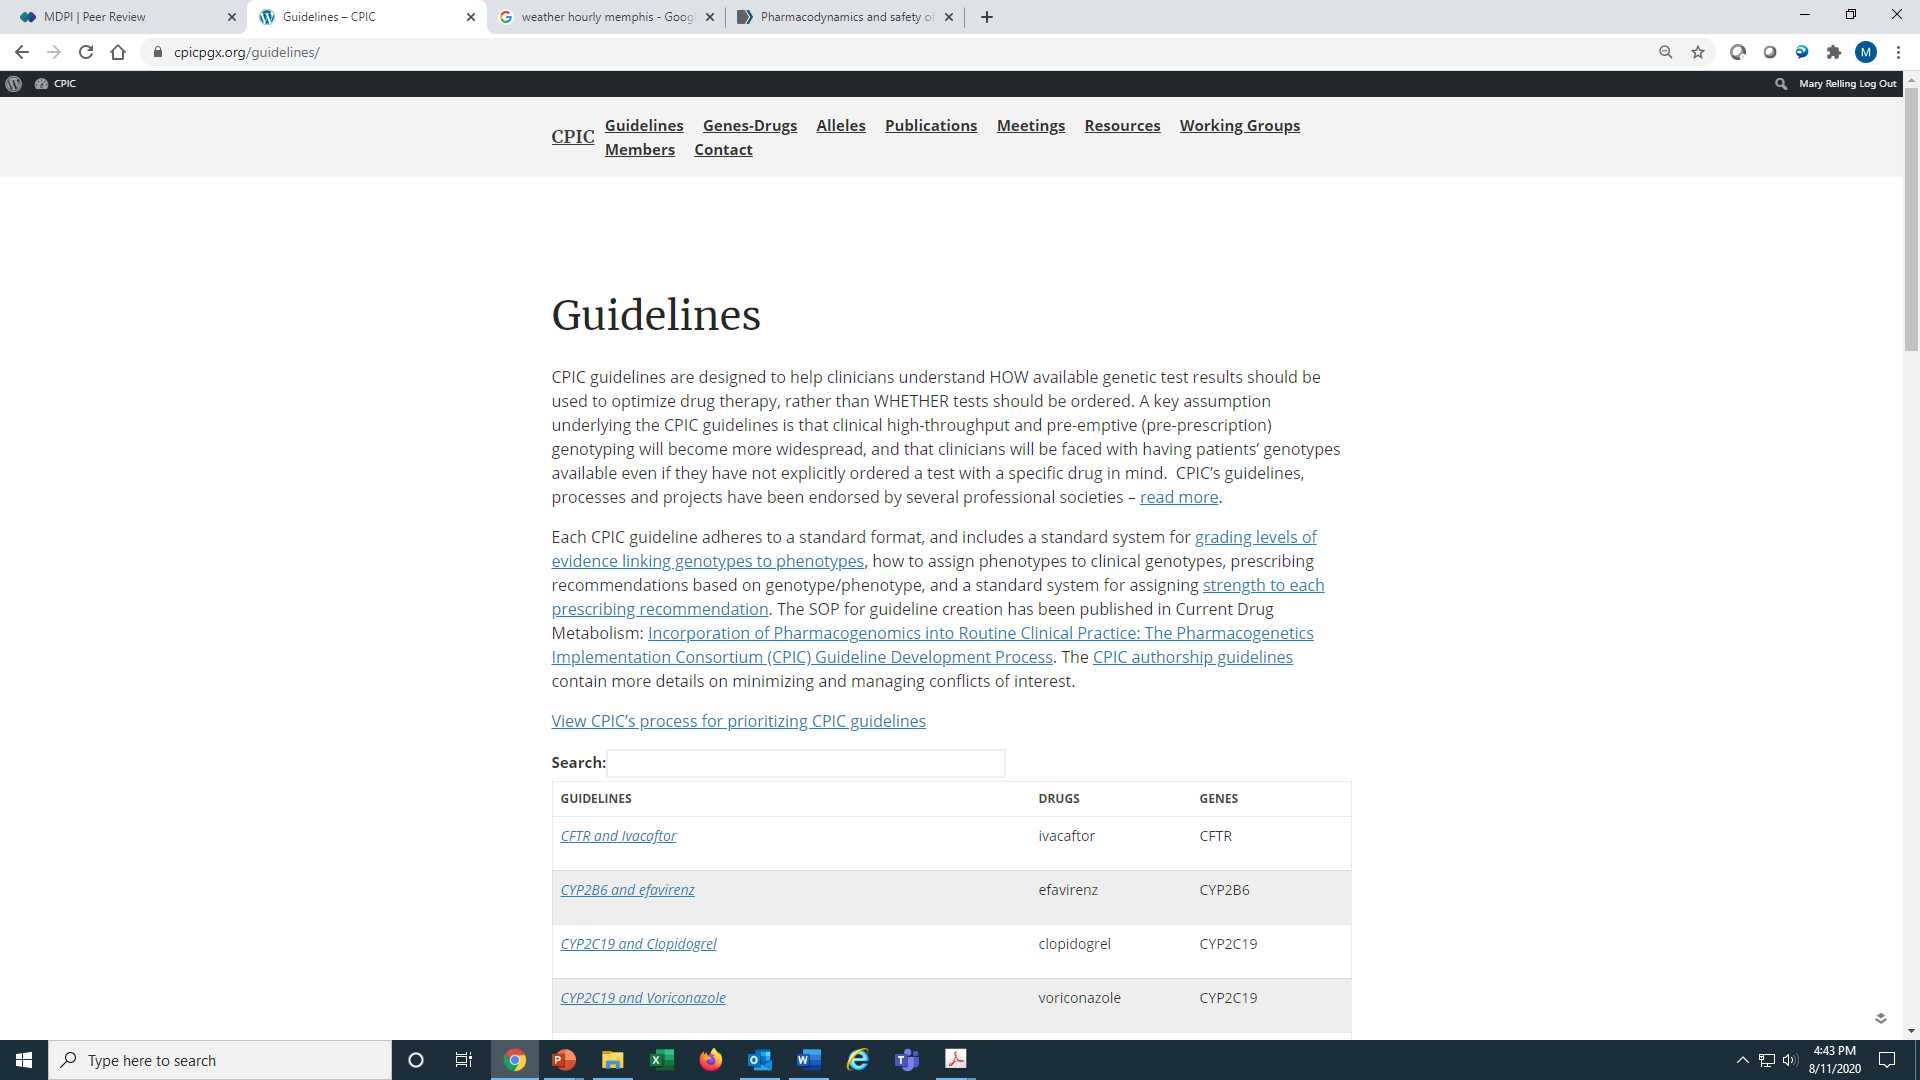 MDPI | Peer Review
Guidelines – CPIC
weather hourly memphis - Goog
Pharmacodynamics and safety of
cpicpgx.org/guidelines/
M
CPIC
Mary Relling Log Out
CPIC
Guidelines Genes-Drugs Alleles Publications Meetings Resources Working Groups
Members Contact
Guidelines
CPIC guidelines are designed to help clinicians understand HOW available genetic test results should be
used to optimize drug therapy, rather than WHETHER tests should be ordered. A key assumption
underlying the CPIC guidelines is that clinical high-throughput and pre-emptive (pre-prescription)
genotyping will become more widespread, and that clinicians will be faced with having patients’ genotypes
available even if they have not explicitly ordered a test with a specific drug in mind.  CPIC’s guidelines,
processes and projects have been endorsed by several professional societies – read more.
Each CPIC guideline adheres to a standard format, and includes a standard system for grading levels of
evidence linking genotypes to phenotypes, how to assign phenotypes to clinical genotypes, prescribing
recommendations based on genotype/phenotype, and a standard system for assigning strength to each
prescribing recommendation. The SOP for guideline creation has been published in Current Drug
Metabolism: Incorporation of Pharmacogenomics into Routine Clinical Practice: The Pharmacogenetics
Implementation Consortium (CPIC) Guideline Development Process. The CPIC authorship guidelines
contain more details on minimizing and managing conflicts of interest.
View CPIC’s process for prioritizing CPIC guidelines
Search:
GUIDELINES DRUGS GENES
CFTR and Ivacaftor ivacaftor CFTR
CYP2B6 and efavirenz efavirenz CYP2B6
CYP2C19 and Clopidogrel clopidogrel CYP2C19
CYP2C19 and Voriconazole voriconazole CYP2C19
Type here to search
4:43 PM
8/11/2020